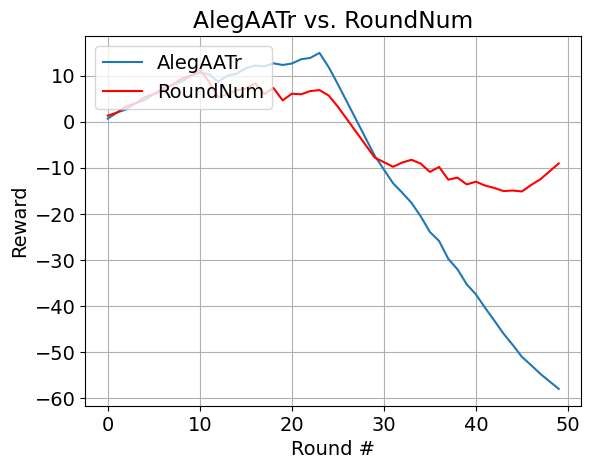 AlegAATr vs. RoundNum
AlegAATr
RoundNum
10
0
−10
−20
−30
−40
−50
−60
Reward
0 10 20 30 40 50
Round #